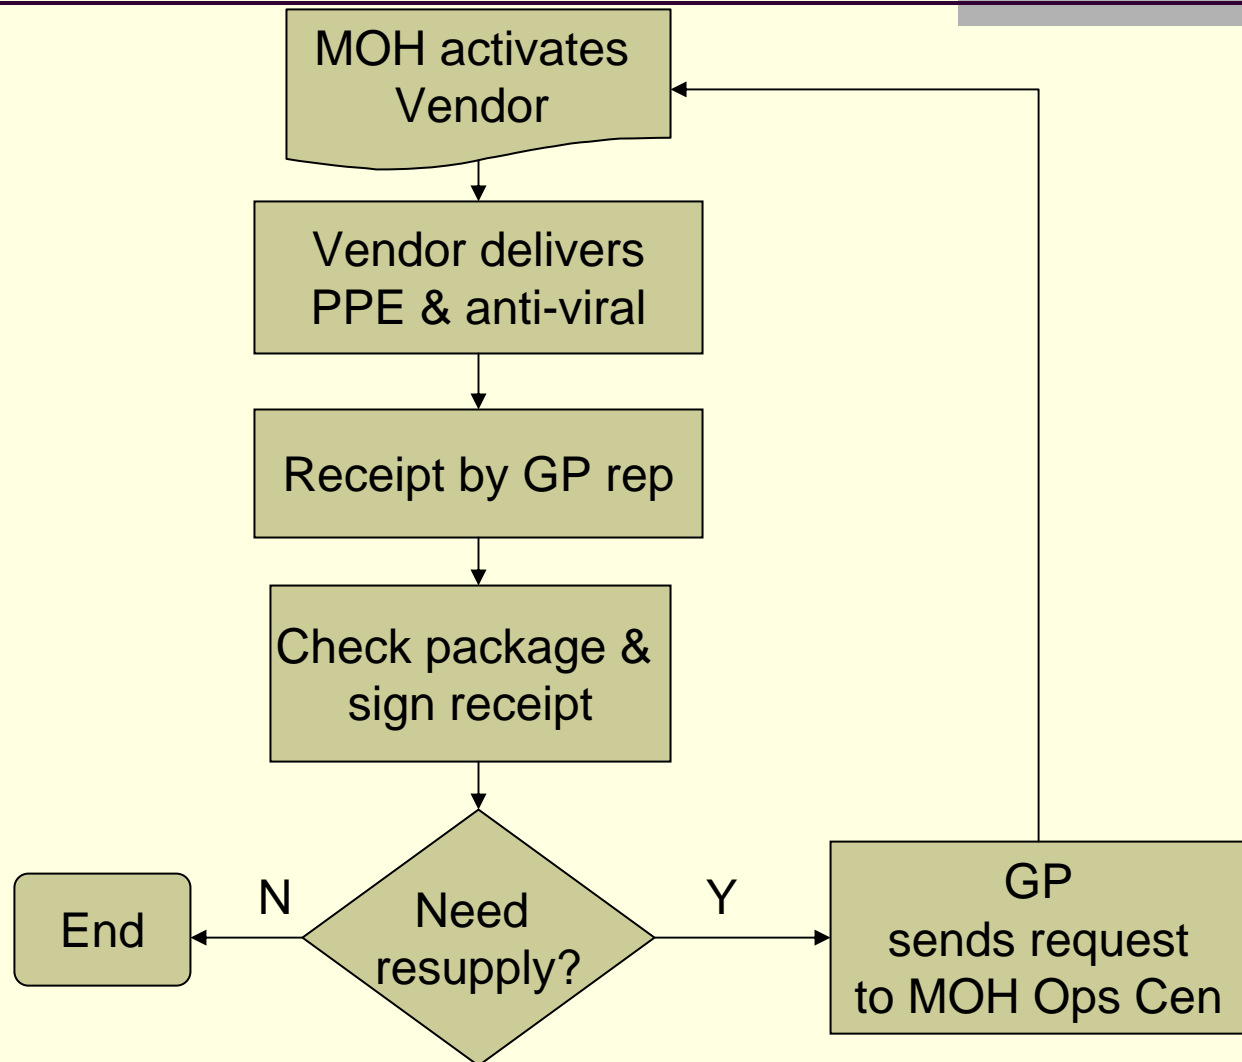 MOH activates
Vendor
Vendor delivers
PPE & anti-viral
Receipt by GP rep
Check package &
sign receipt
Need
resupply?
N
End
Y
GP
sends request
to MOH Ops Cen